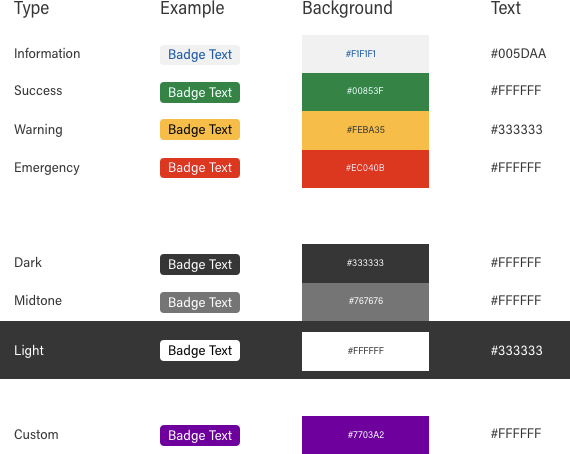 Type Example Background Text
Information Badge Text #F1F1F1 #005DAA
Success Badge Text #00853F #FFFFFF
Warning Badge Text #FEBA35 #333333
Emergency Badge Text #EC040B #FFFFFF
Dark Badge Text #333333 #FFFFFF
Midtone Badge Text #767676 #FFFFFF
Light Badge Text #FFFFFF #333333
Custom Badge Text #7703A2 #FFFFFF